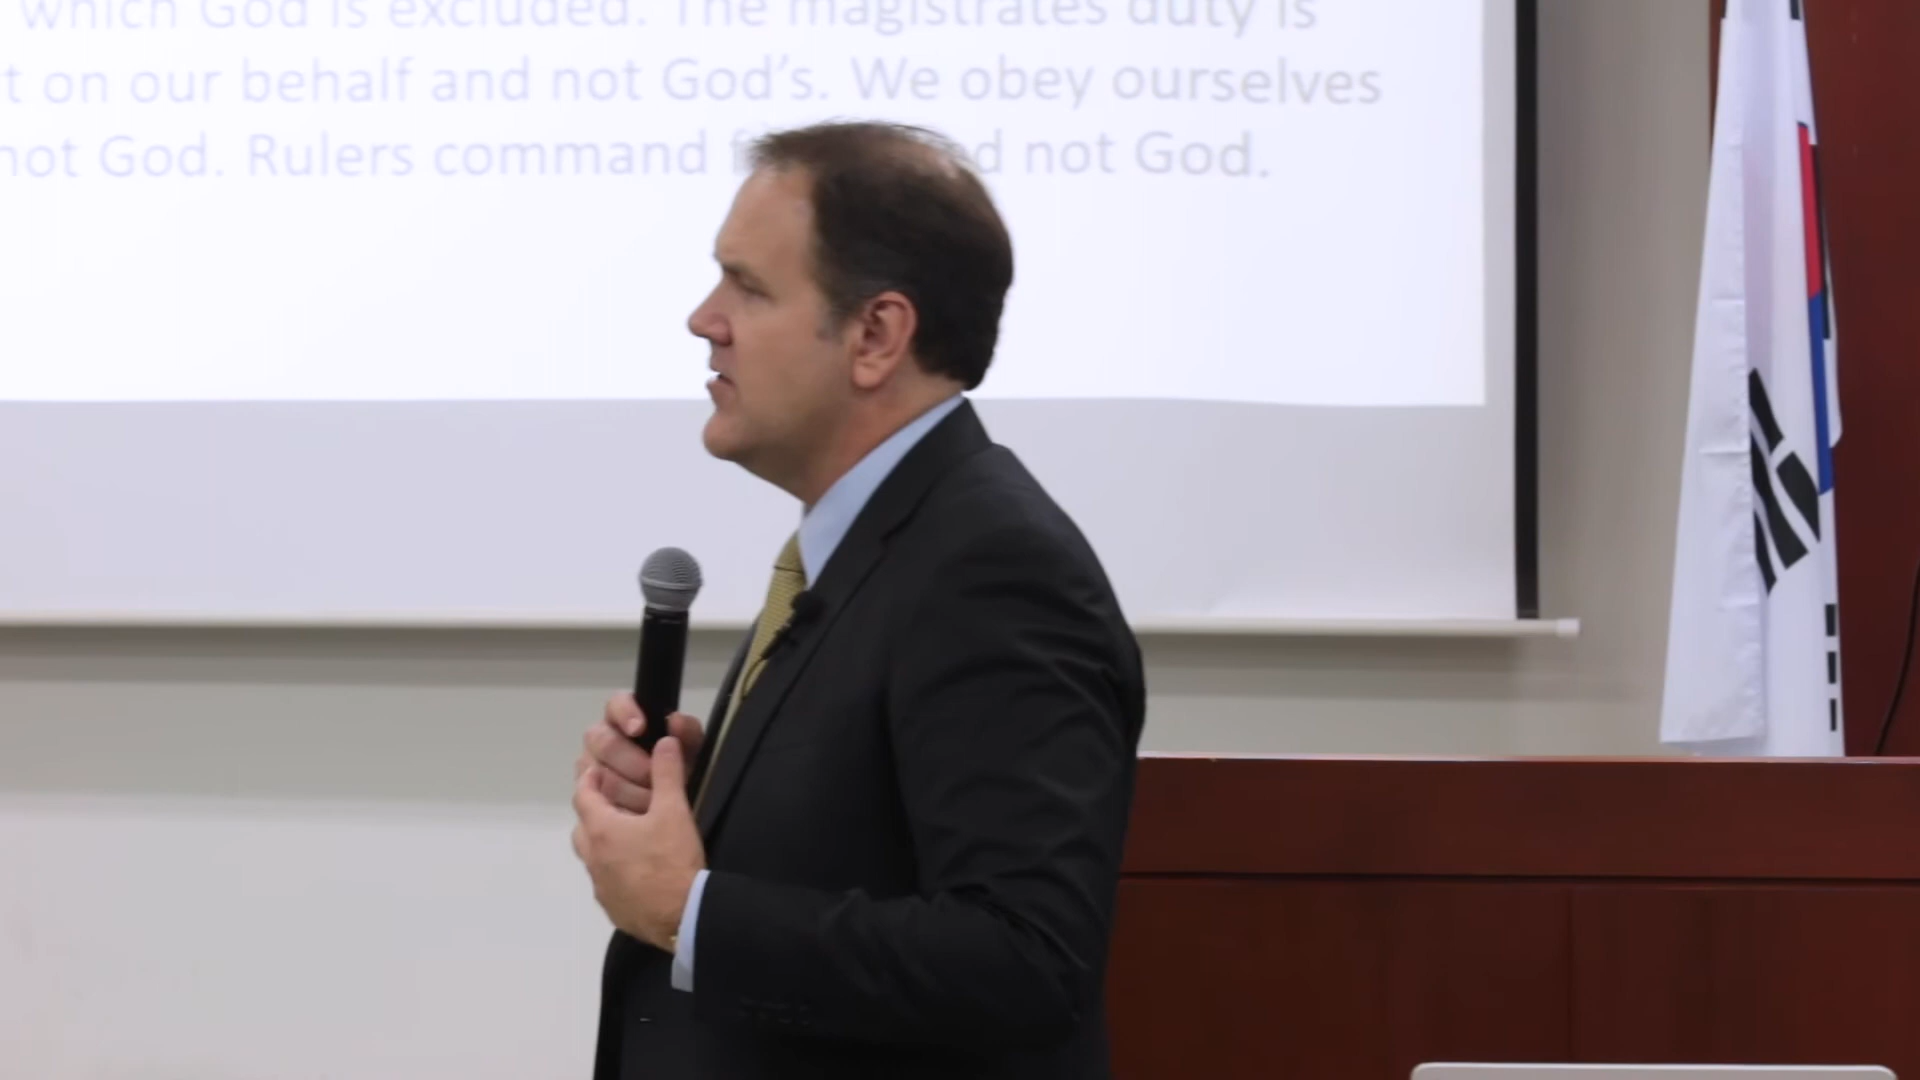 which God is excluded. The magistrates duty is
t on our behalf and not God's. We obey ourselves
not God. Rulers command f d not God.